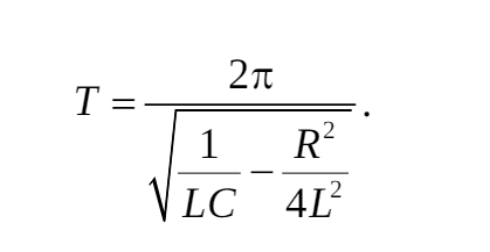 T = 2π / √(1/LC − R²/4L²).